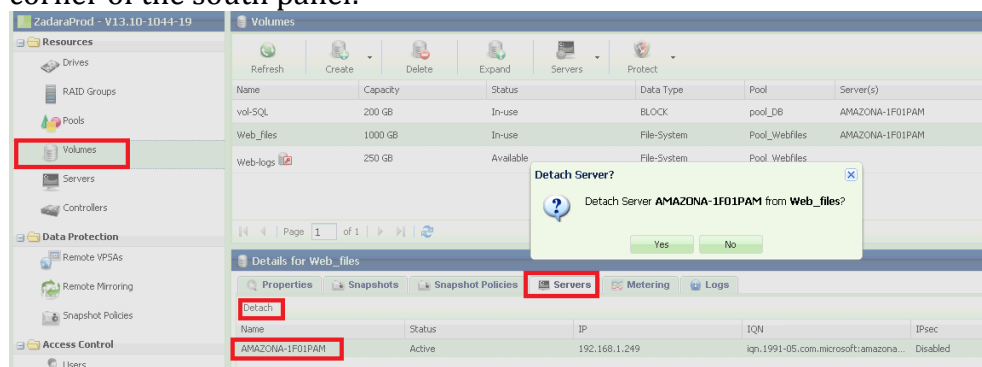 corner of the south panel.
ZadaraProd - V13.10-1044-19
Resources
Drives
RAID Groups
Pools
Volumes
Servers
Controllers
Data Protection
Remote VPSAs
Remote Mirroring
Snapshot Policies
Access Control
Users
Volumes
Refresh Create Delete Expand Servers Protect
Name Capacity Status Data Type Pool Server(s)
vol-SQL 200 GB In-use BLOCK pool_DB AMAZONA-1F01PAM
Web_files 1000 GB In-use File-System Pool_Webfiles AMAZONA-1F01PAM
Web-logs 250 GB Available File-System Pool_Webfiles
Detach Server?
Detach Server AMAZONA-1F01PAM from Web_files?
Yes No
Page 1 of 1
Details for Web_files
Properties Snapshots Snapshot Policies Servers Metering Logs
Detach
Name Status IP IQN IPsec
AMAZONA-1F01PAM Active 192.168.1.249 iqn.1991-05.com.microsoft:amazona... Disabled